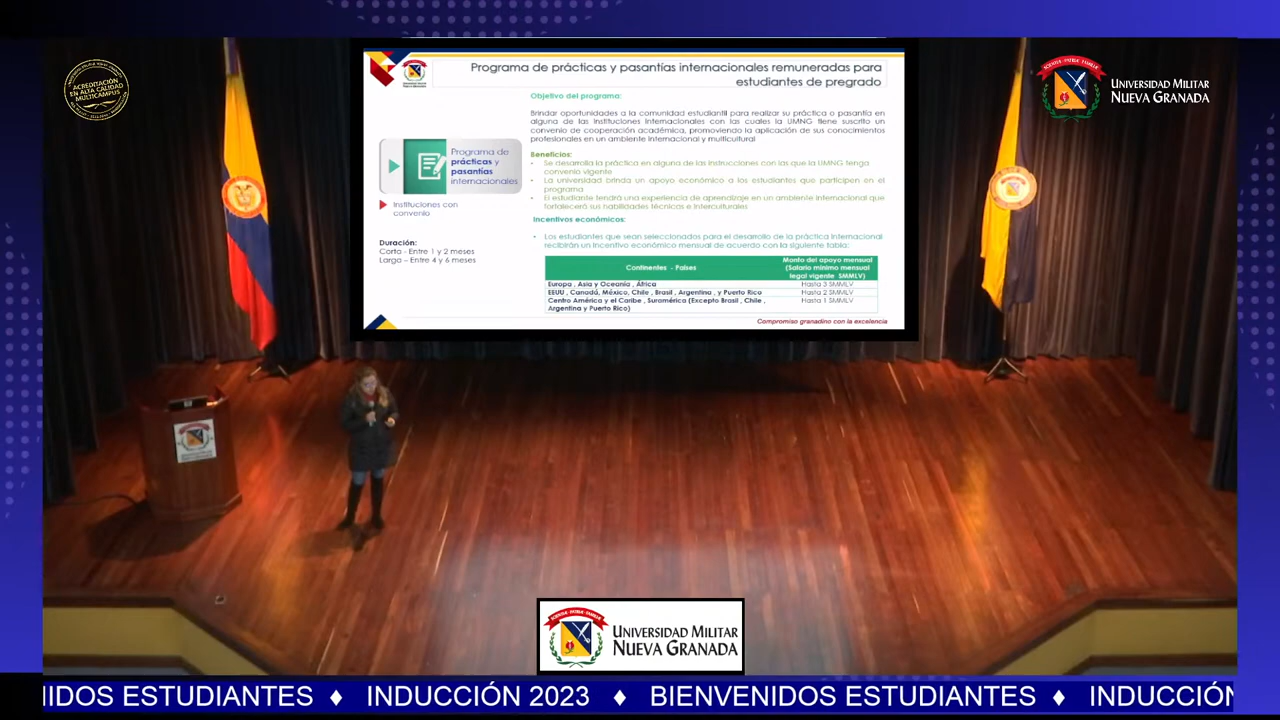 ACREDITACIÓN
EN ALTA CALIDAD
MULTICAMPUS
SCIENTIÆ · PATRIÆ · FAMILIÆ
UNIVERSIDAD MILITAR
NUEVA GRANADA
Programa de prácticas y pasantías internacionales remuneradas para
estudiantes de pregrado
Objetivo del programa:
Brindar oportunidades a la comunidad estudiantil para realizar su práctica o pasantía en
alguna de las Instituciones Internacionales con las cuales la UMNG tiene suscrito un
convenio de cooperación académica, promoviendo la aplicación de sus conocimientos
profesionales en un ambiente internacional y multicultural
Programa de
prácticas y
pasantías
internacionales
Instituciones con
convenio
Duración:
Corta - Entre 1 y 2 meses
Larga – Entre 4 y 6 meses
Beneficios:
• Se desarrolla la práctica en alguna de las instrucciones con las que la UMNG tenga
convenio vigente
• La universidad brinda un apoyo económico a los estudiantes que participen en el
programa
• El estudiante tendrá una experiencia de aprendizaje en un ambiente internacional que
fortalecerá sus habilidades técnicas e interculturales
Incentivos económicos:
• Los estudiantes que sean seleccionados para el desarrollo de la práctica internacional
recibirán un incentivo económico mensual de acuerdo con la siguiente tabla:
Continentes - Países
Monto del apoyo mensual
(Salario mínimo mensual
legal vigente SMMLV)
Europa , Asia y Oceanía , África
Hasta 3 SMMLV
EEUU , Canadá, México, Chile , Brasil , Argentina , y Puerto Rico
Hasta 2 SMMLV
Centro América y el Caribe , Suramérica (Excepto Brasil , Chile ,
Argentina y Puerto Rico)
Hasta 1 SMMLV
Compromiso granadino con la excelencia
UNIVERSIDAD MILITAR
NUEVA GRANADA
NIDOS ESTUDIANTES ♦ INDUCCIÓN 2023 ♦ BIENVENIDOS ESTUDIANTES ♦ INDUCCIÓN